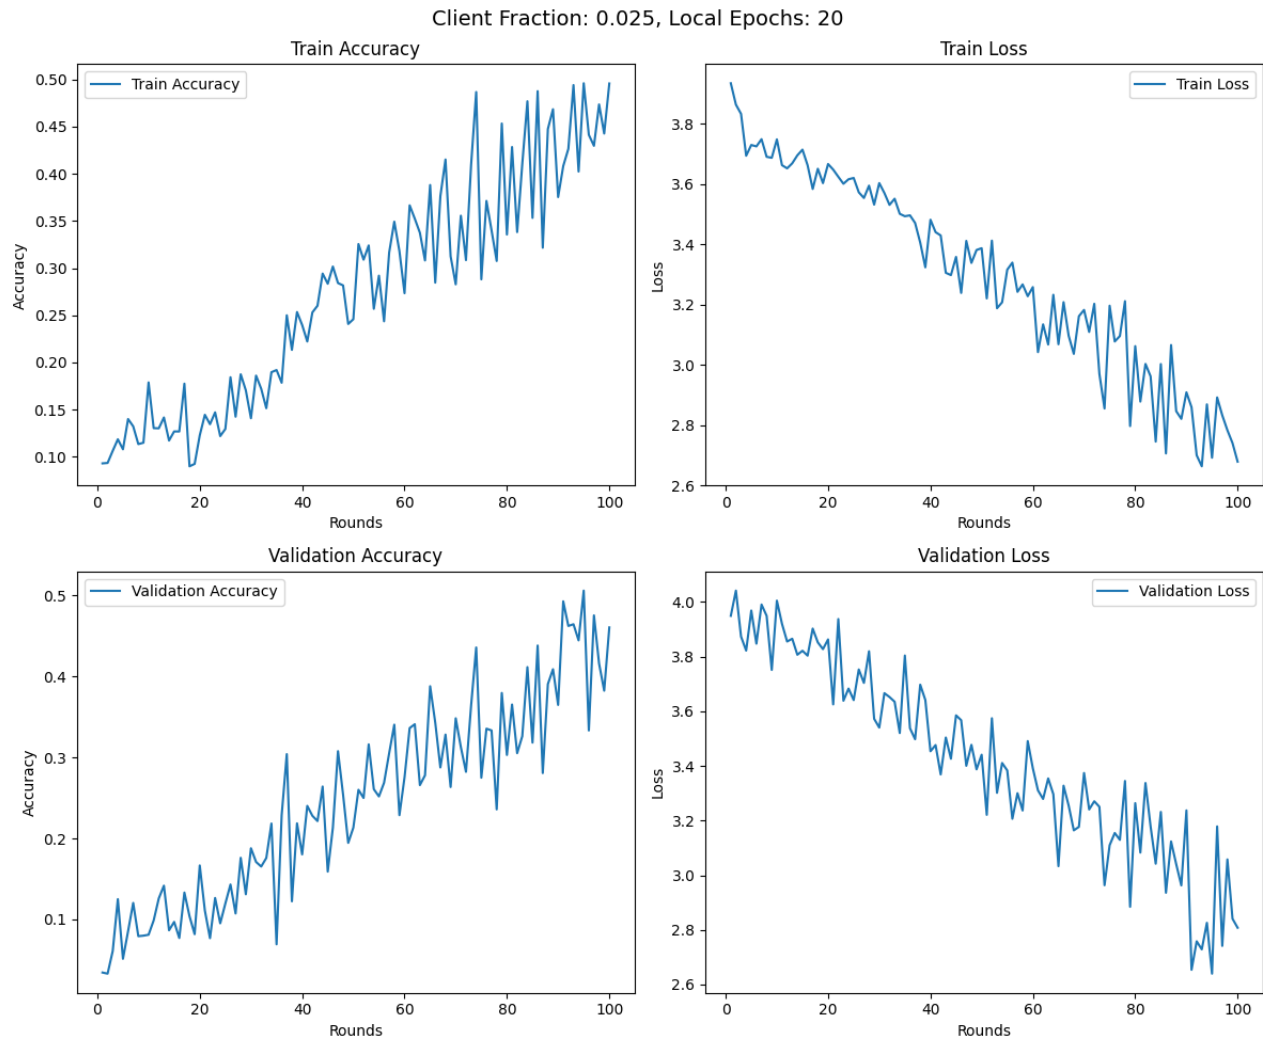 Client Fraction: 0.025, Local Epochs: 20
Train Accuracy
Train Accuracy
0.50
0.45
0.40
0.35
0.30
0.25
0.20
0.15
0.10
Accuracy
0 20 40 60 80 100
Rounds
Train Loss
Train Loss
3.8
3.6
3.4
3.2
3.0
2.8
2.6
Loss
0 20 40 60 80 100
Rounds
Validation Accuracy
Validation Accuracy
0.5
0.4
0.3
0.2
0.1
Accuracy
0 20 40 60 80 100
Rounds
Validation Loss
Validation Loss
4.0
3.8
3.6
3.4
3.2
3.0
2.8
2.6
Loss
0 20 40 60 80 100
Rounds